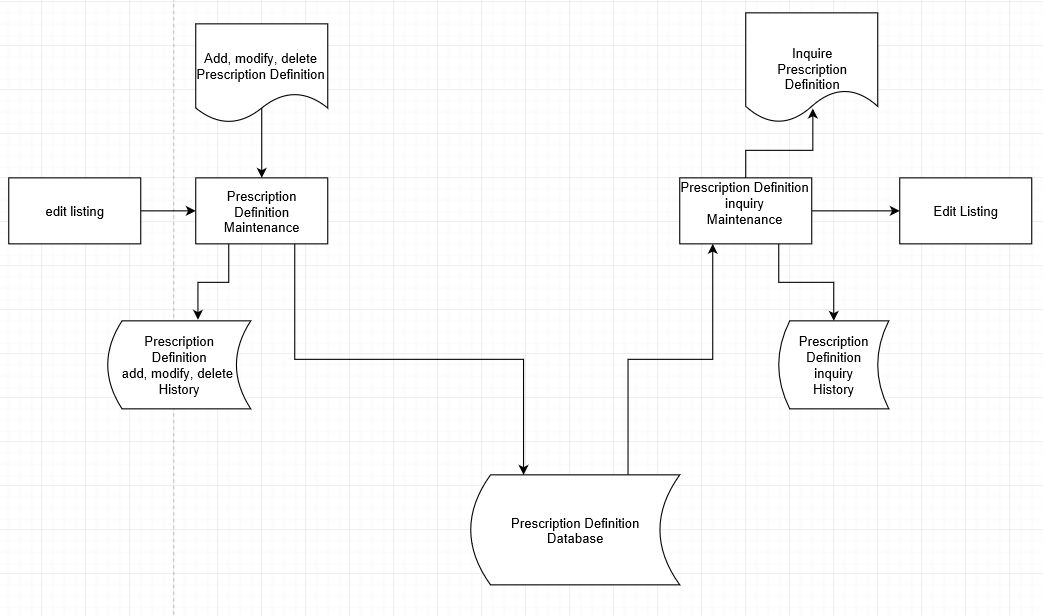 Add, modify, delete
Prescription Definition
Inquire
Prescription
Definition
edit listing
Prescription
Definition
Maintenance
Prescription Definition
inquiry
Maintenance
Edit Listing
Prescription
Definition
add, modify, delete
History
Prescription
Definition
inquiry
History
Prescription Definition
Database